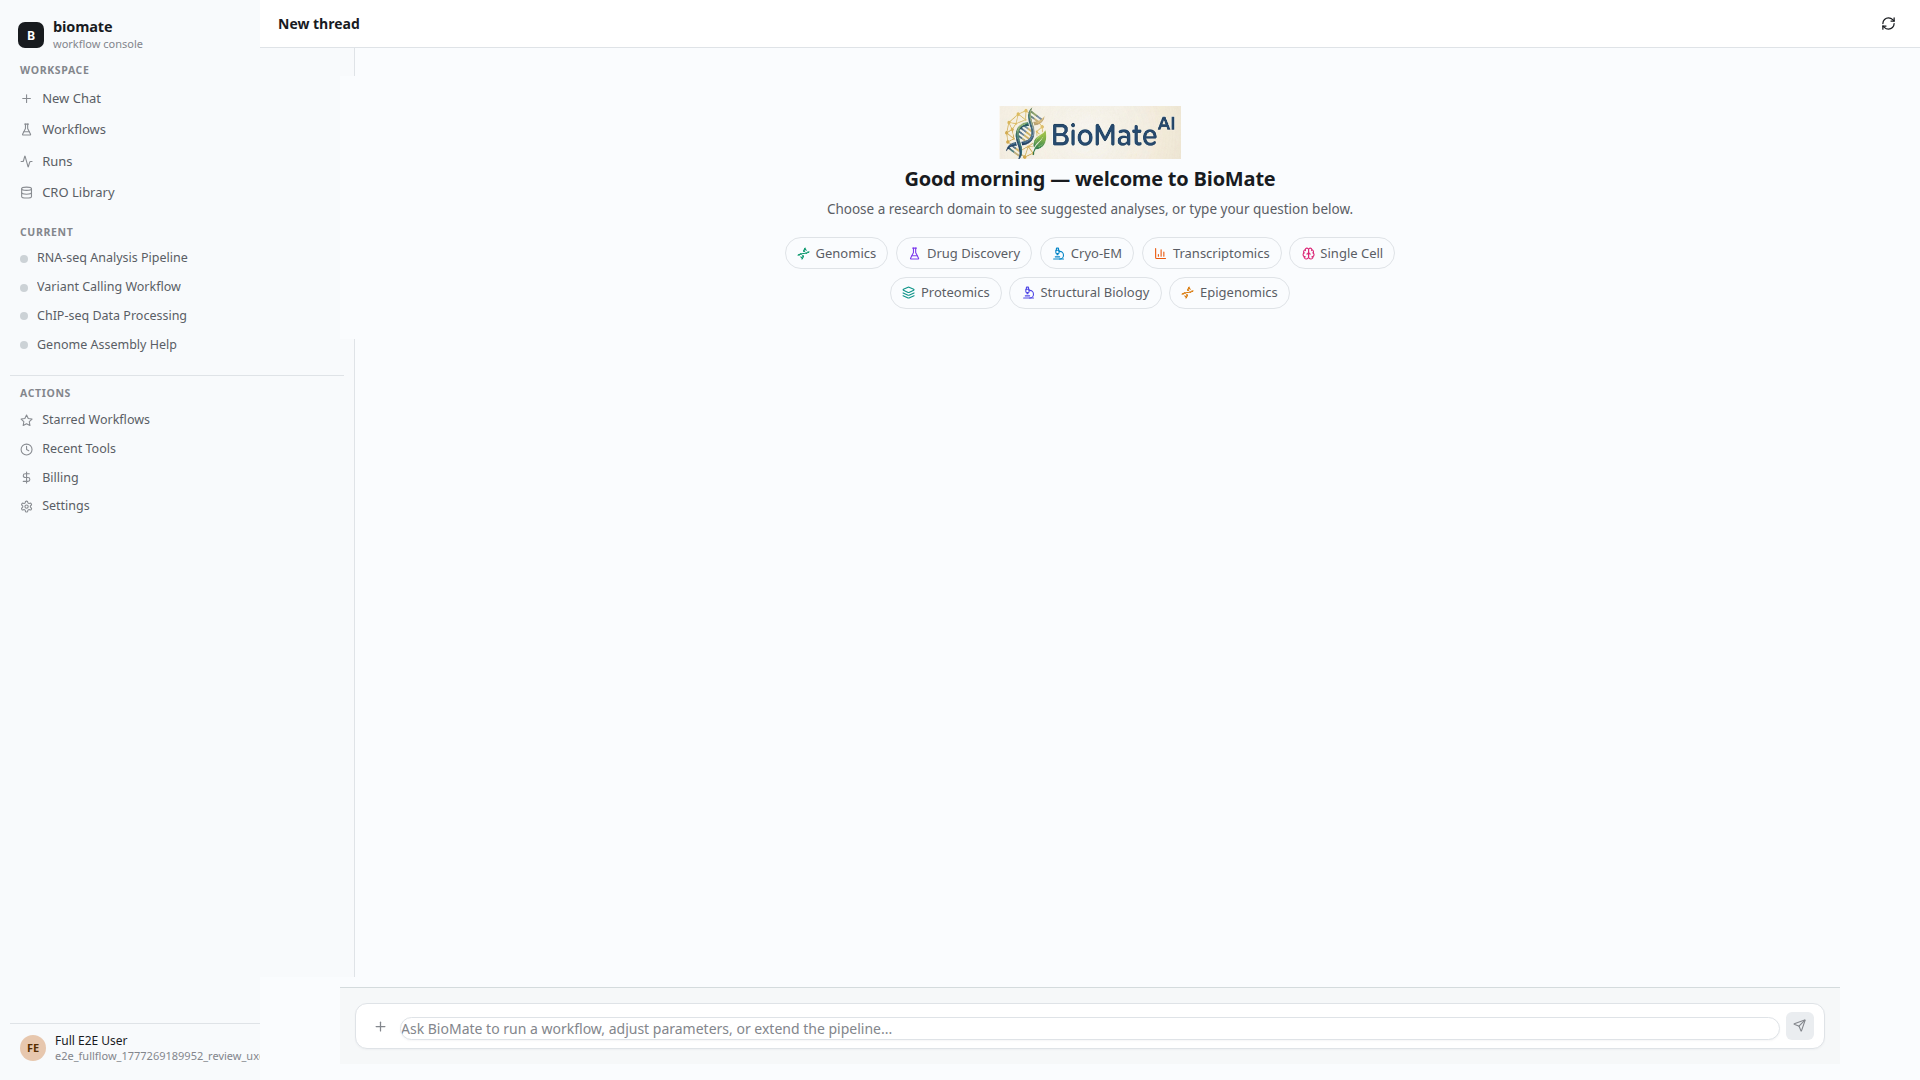 B
biomate
workflow console
WORKSPACE
New Chat
Workflows
Runs
CRO Library
CURRENT
RNA-seq Analysis Pipeline
Variant Calling Workflow
ChIP-seq Data Processing
Genome Assembly Help
ACTIONS
Starred Workflows
Recent Tools
Billing
Settings
FE
Full E2E User
e2e_fullflow_1777269189952_review_ux
New thread
BioMate AI
Good morning — welcome to BioMate
Choose a research domain to see suggested analyses, or type your question below.
Genomics Drug Discovery Cryo-EM Transcriptomics Single Cell
Proteomics Structural Biology Epigenomics
Ask BioMate to run a workflow, adjust parameters, or extend the pipeline...